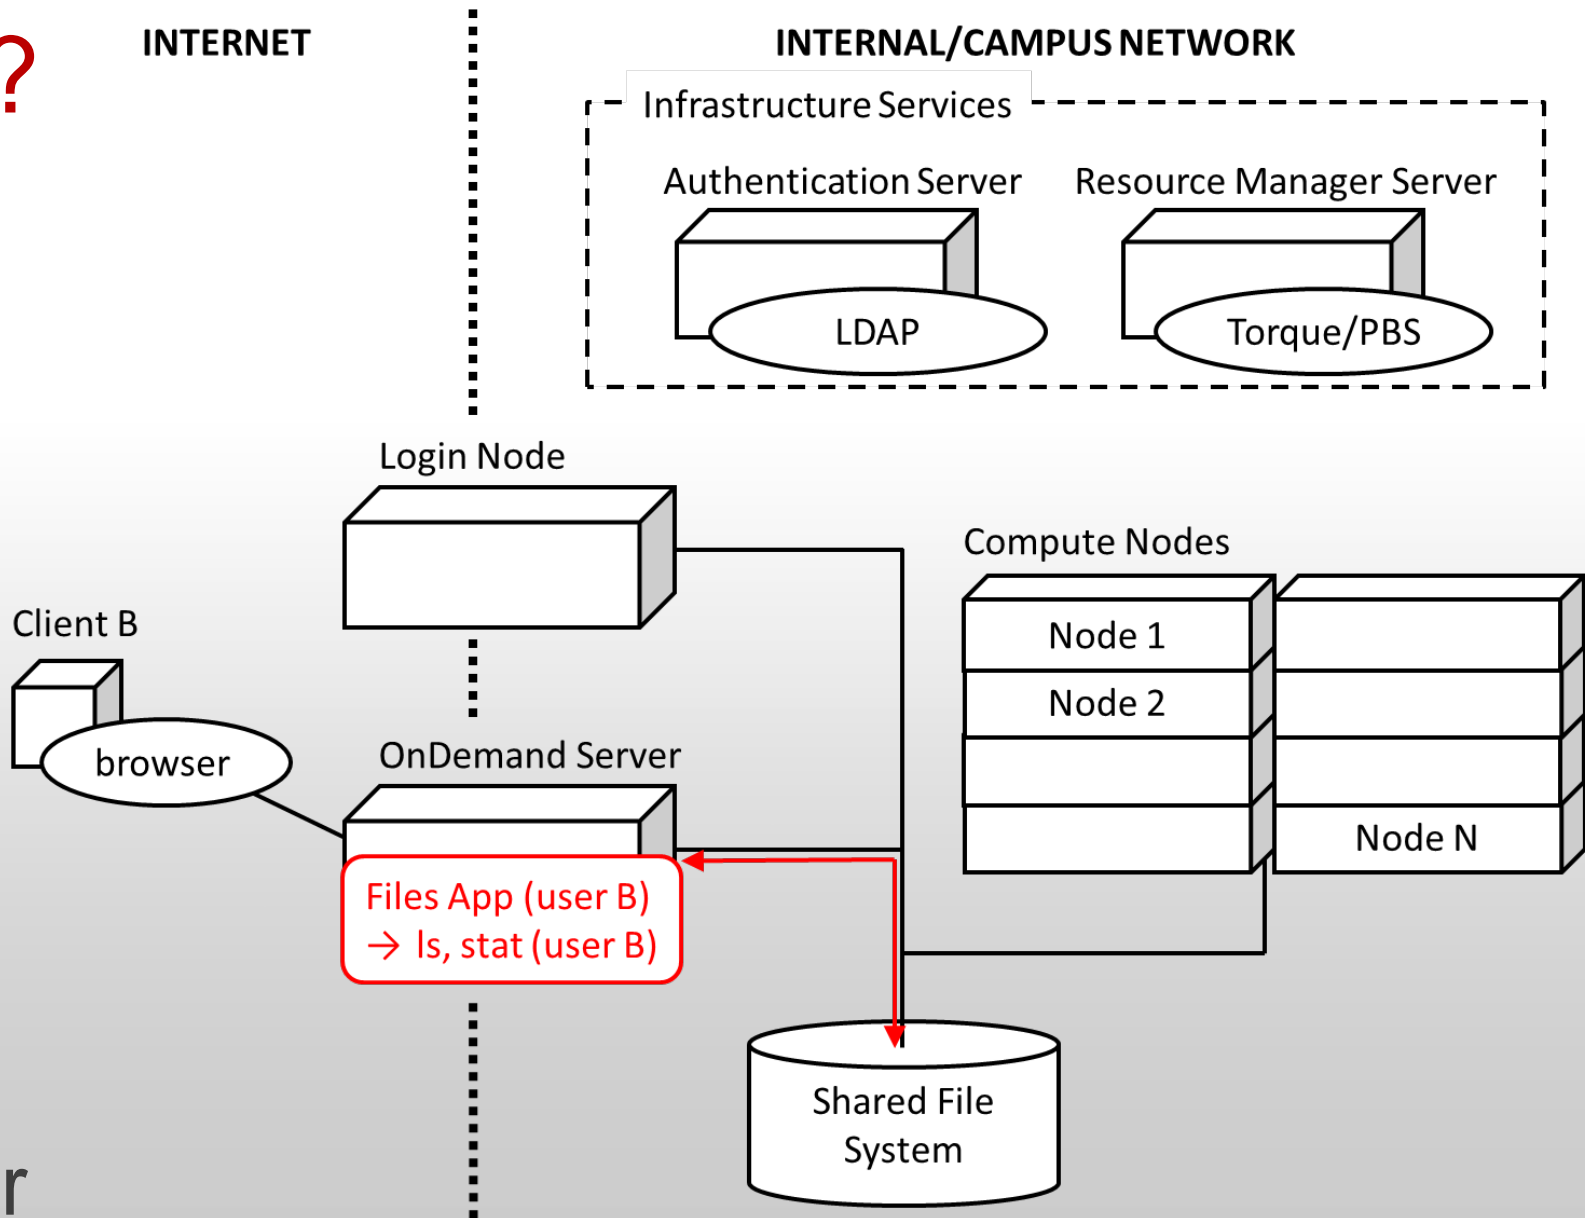 ?
INTERNET
INTERNAL/CAMPUS NETWORK
Infrastructure Services
Authentication Server
Resource Manager Server
LDAP
Torque/PBS
Login Node
Compute Nodes
Node 1
Node 2
Node N
Client B
browser
OnDemand Server
Files App (user B)
→ ls, stat (user B)
Shared File
System
r